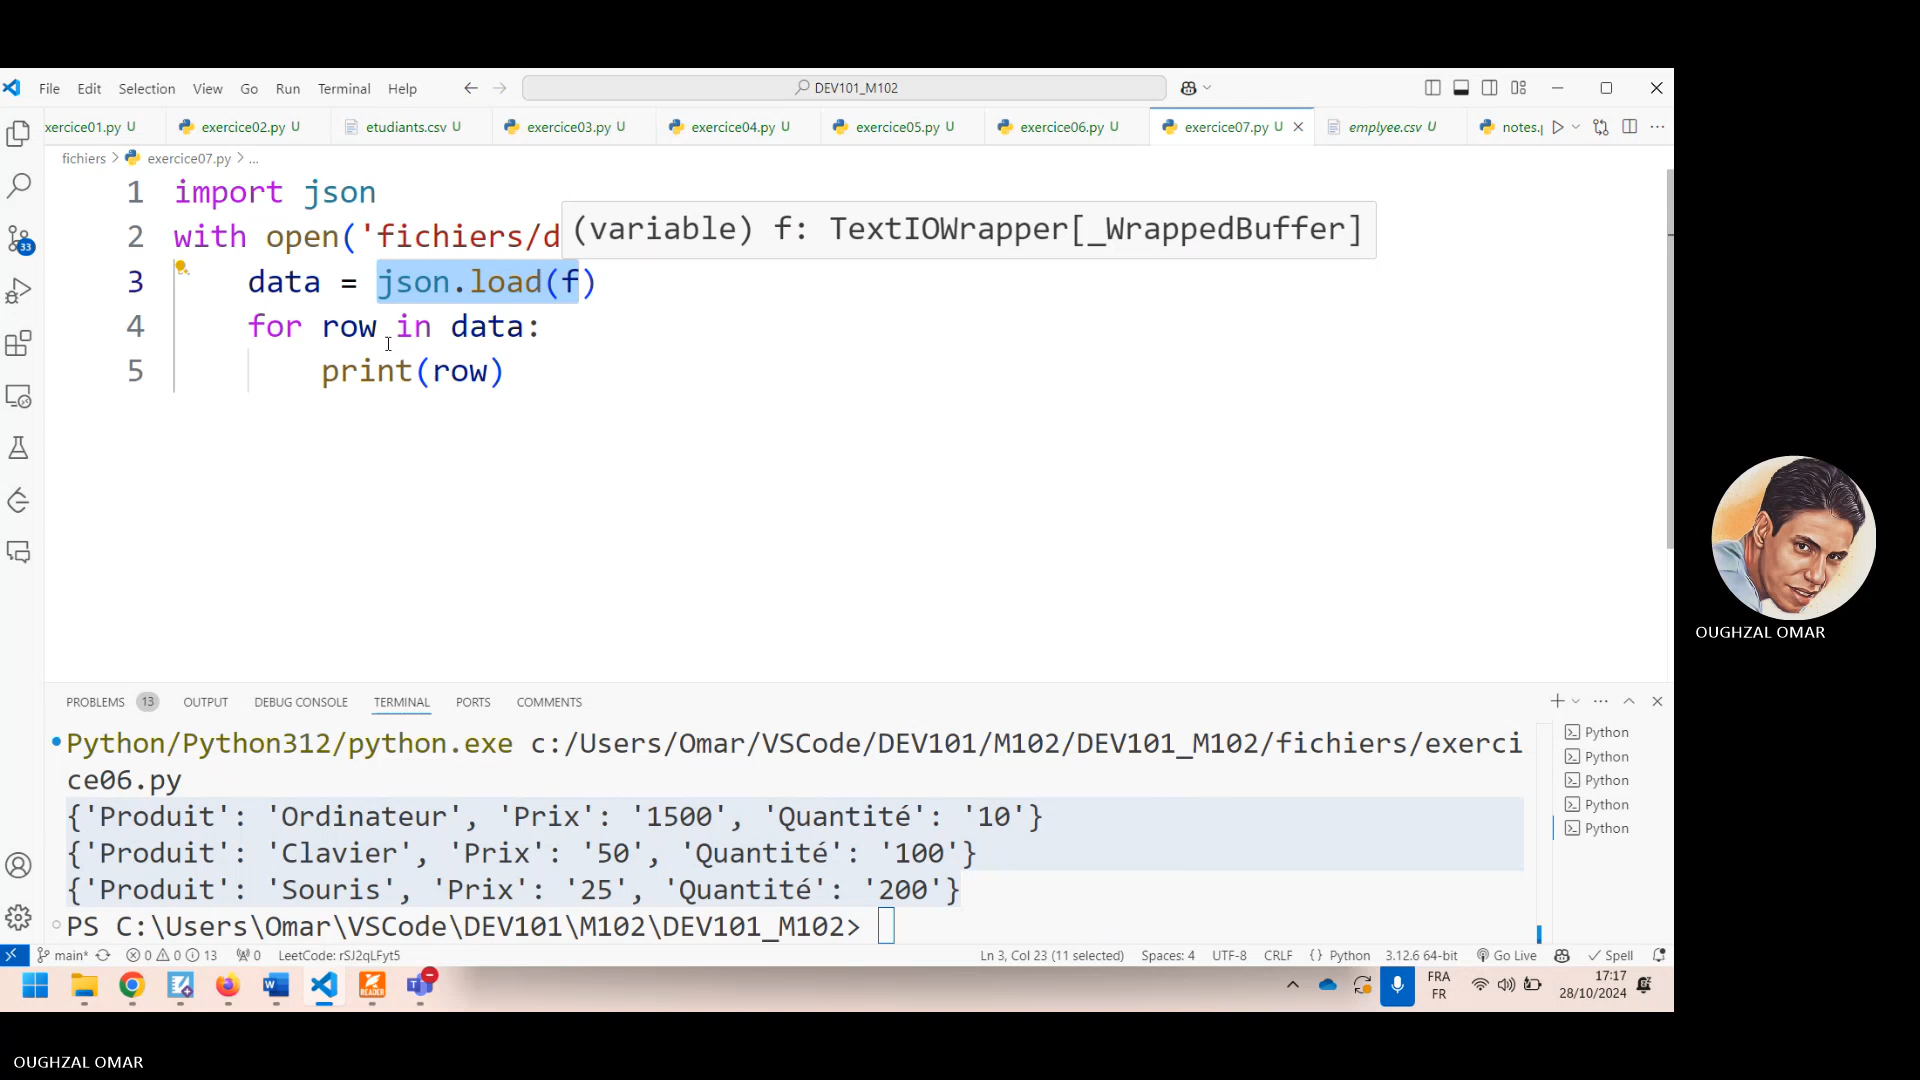 File Edit Selection View Go Run Terminal Help DEV101_M102
xercice01.py U exercice02.py U etudiants.csv U exercice03.py U exercice04.py U exercice05.py U exercice06.py U exercice07.py U emplyee.csv U notes.p
fichiers > exercice07.py > ...
1 import json
2 with open('fichiers/d
(variable) f: TextIOWrapper[_WrappedBuffer]
3 data = json.load(f)
4 for row in data:
5 print(row)
33
PROBLEMS 13 OUTPUT DEBUG CONSOLE TERMINAL PORTS COMMENTS
Python/Python312/python.exe c:/Users/Omar/VSCode/DEV101/M102/DEV101_M102/fichiers/exerci
ce06.py
{'Produit': 'Ordinateur', 'Prix': '1500', 'Quantité': '10'}
{'Produit': 'Clavier', 'Prix': '50', 'Quantité': '100'}
{'Produit': 'Souris', 'Prix': '25', 'Quantité': '200'}
PS C:\Users\Omar\VSCode\DEV101\M102\DEV101_M102>
Python
Python
Python
Python
Python
main* 0 0 13 0 LeetCode: rSJ2qLFyt5 Ln 3, Col 23 (11 selected) Spaces: 4 UTF-8 CRLF {} Python 3.12.6 64-bit Go Live Spell
READER
FRA
FR
17:17
28/10/2024
OUGHZAL OMAR
OUGHZAL OMAR